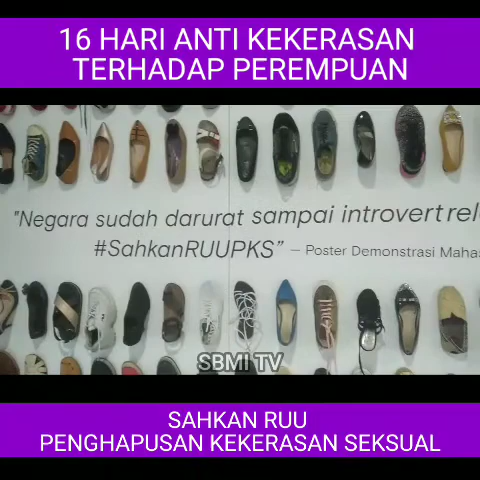 16 HARI ANTI KEKERASAN
TERHADAP PEREMPUAN
"Negara sudah darurat sampai introvert
#SahkanRUUPKS" – Poster Demonstrasi
SBMI TV
SAHKAN RUU
PENGHAPUSAN KEKERASAN SEKSUAL